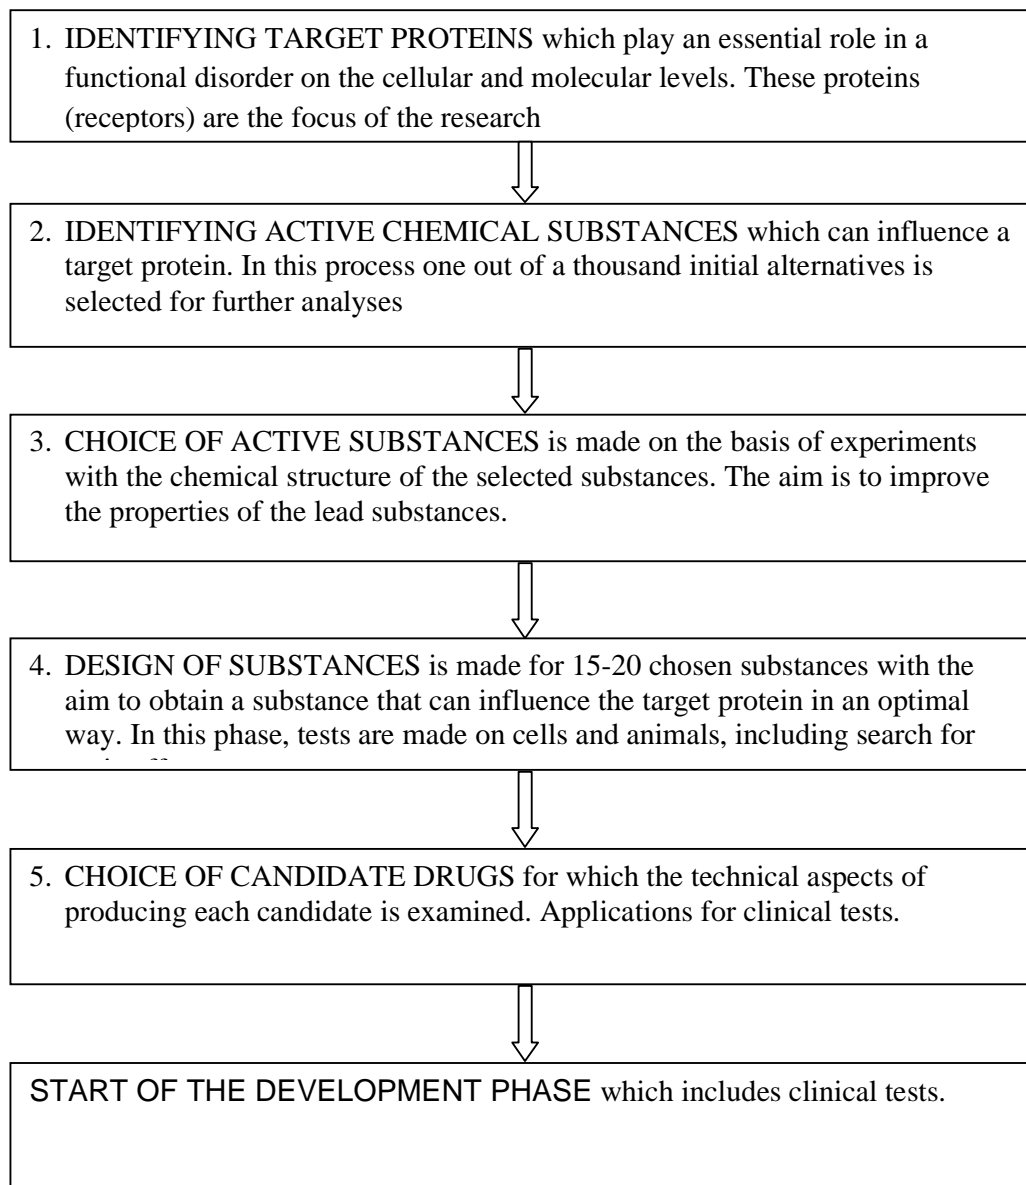 1. IDENTIFYING TARGET PROTEINS which play an essential role in a
functional disorder on the cellular and molecular levels. These proteins
(receptors) are the focus of the research
2. IDENTIFYING ACTIVE CHEMICAL SUBSTANCES which can influence a
target protein. In this process one out of a thousand initial alternatives is
selected for further analyses
3. CHOICE OF ACTIVE SUBSTANCES is made on the basis of experiments
with the chemical structure of the selected substances. The aim is to improve
the properties of the lead substances.
4. DESIGN OF SUBSTANCES is made for 15-20 chosen substances with the
aim to obtain a substance that can influence the target protein in an optimal
way. In this phase, tests are made on cells and animals, including search for
5. CHOICE OF CANDIDATE DRUGS for which the technical aspects of
producing each candidate is examined. Applications for clinical tests.
START OF THE DEVELOPMENT PHASE which includes clinical tests.